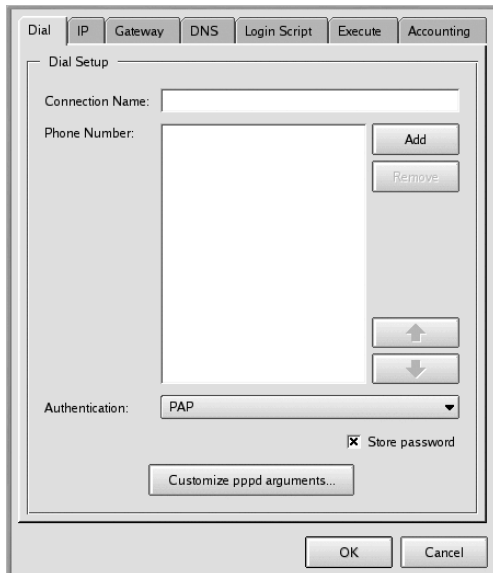 Dial IP Gateway DNS Login Script Execute Accounting
Dial Setup
Connection Name:
Phone Number:
Add
Remove
Authentication: PAP
Store password
Customize pppd arguments...
OK Cancel